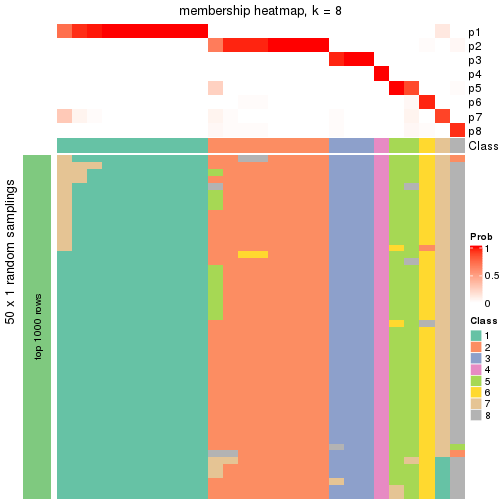 membership heatmap, k = 8
p1
p2
p3
p4
p5
p6
p7
p8
Class
50 x 1 random samplings
top 1000 rows
Prob
1
0.5
0
Class
1
2
3
4
5
6
7
8